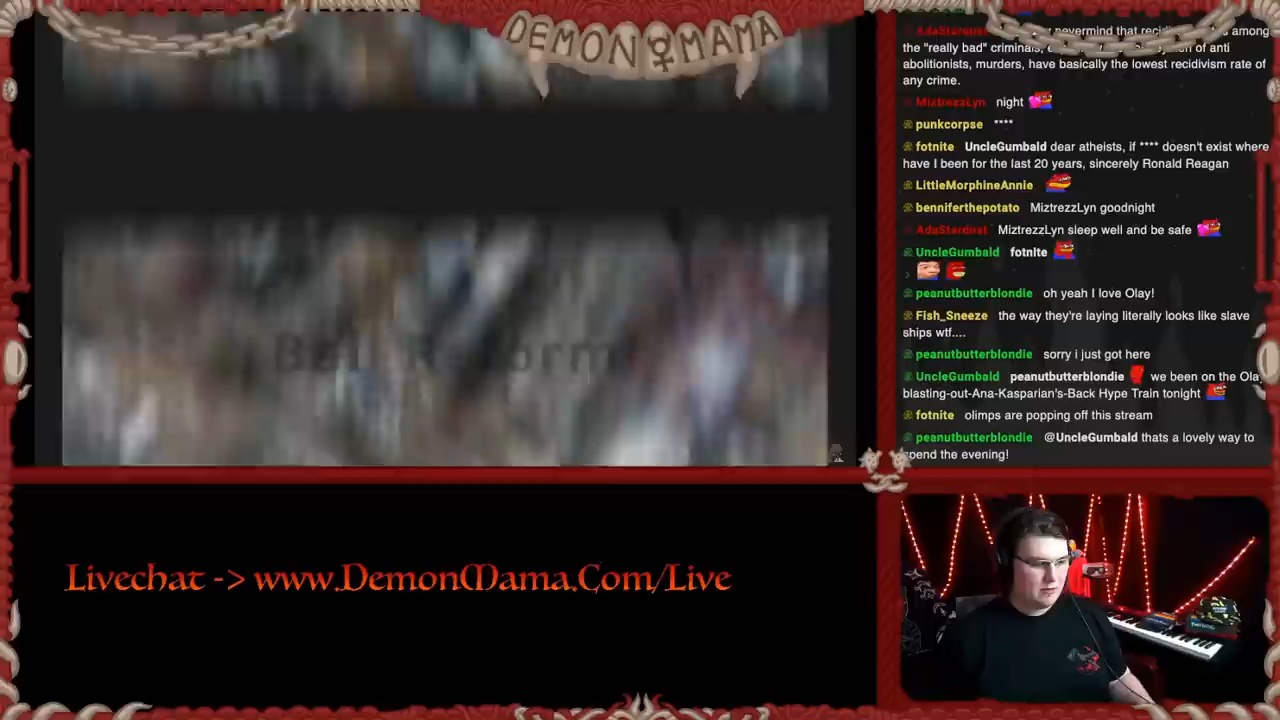 DEMON MAMA
AdaStardust nevermind that among
the "really bad" criminals, of anti
abolitionists, murders, have basically the lowest recidivism rate of
any crime.
MiztrezzLyn night
punkcorpse ****
fotnite UncleGumbald dear atheists, if **** doesn't exist where
have I been for the last 20 years, sincerely Ronald Reagan
LittleMorphineAnnie
benniferthepotato MiztrezzLyn goodnight
AdaStardust MiztrezzLyn sleep well and be safe
UncleGumbald fotnite
peanutbutterblondie oh yeah I love Olay!
Fish_Sneeze the way they're laying literally looks like slave
ships wtf....
peanutbutterblondie sorry i just got here
UncleGumbald peanutbutterblondie we been on the Olay
blasting-out-Ana-Kasparian's-Back Hype Train tonight
fotnite olimps are popping off this stream
peanutbutterblondie @UncleGumbald thats a lovely way to
spend the evening!
Bail Reform
Livechat -> www.DemonMama.Com/Live